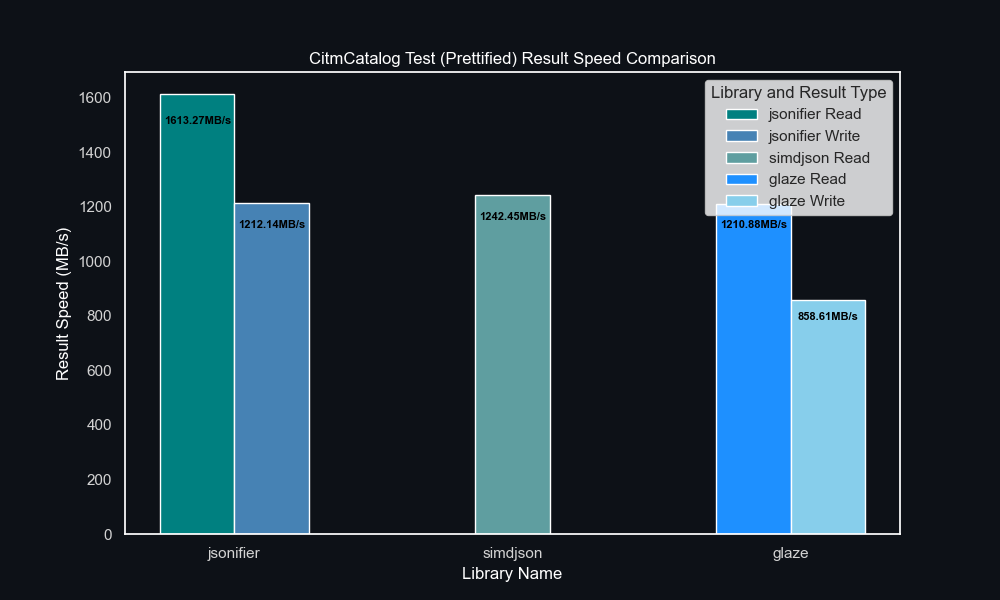 CitmCatalog Test (Prettified) Result Speed Comparison
Result Speed (MB/s)
1600
1400
1200
1000
800
600
400
200
0
1613.27MB/s
1212.14MB/s
1242.45MB/s
1210.88MB/s
858.61MB/s
Library and Result Type
jsonifier Read
jsonifier Write
simdjson Read
glaze Read
glaze Write
jsonifier
simdjson
glaze
Library Name